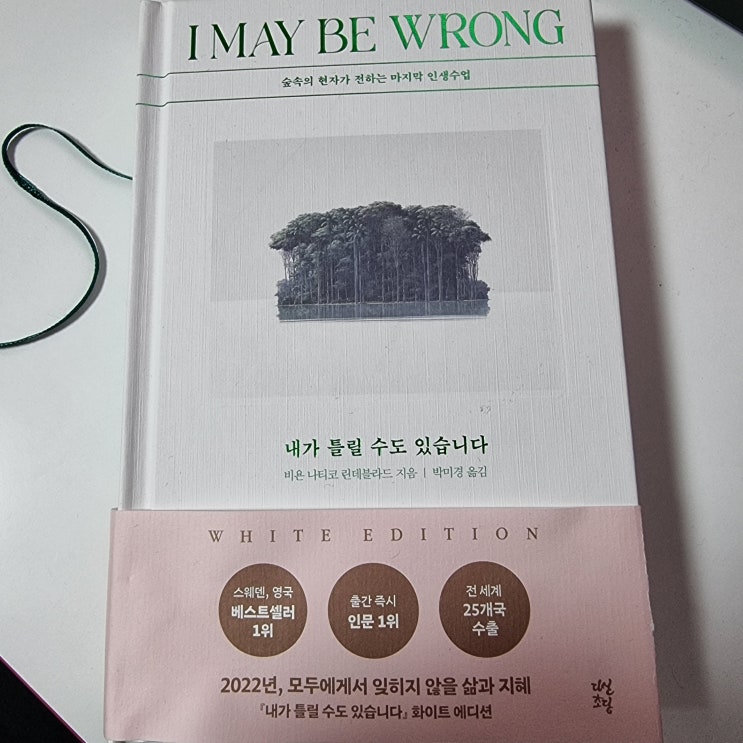 I MAY BE WRONG
숲속의 현자가 전하는 마지막 인생수업
내가 틀릴 수도 있습니다
비욘 나티코 린데블라드 지음 | 박미경 옮김
WHITE EDITION
스웨덴, 영국
베스트셀러
1위
출간 즉시
인문 1위
전 세계
25개국
수출
2022년, 모두에게서 잊히지 않을 삶과 지혜
『내가 틀릴 수도 있습니다』 화이트 에디션
다산
초당